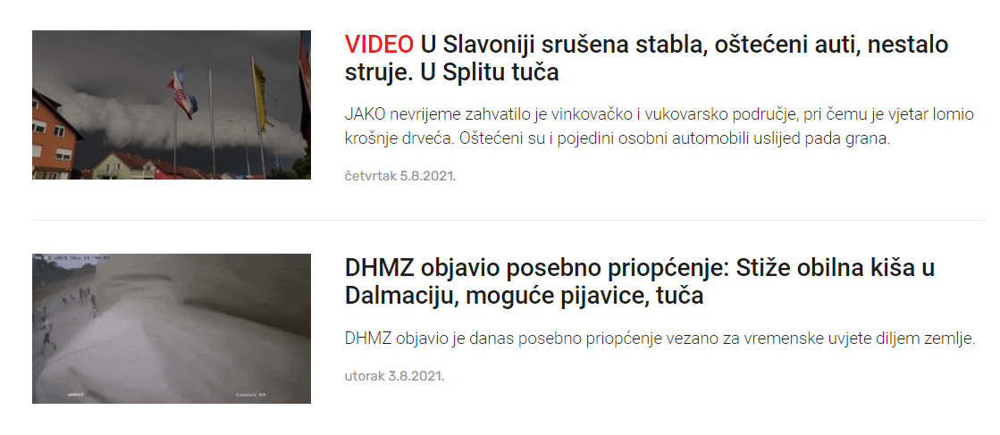 VIDEO U Slavoniji srušena stabla, oštećeni auti, nestalo
struje. U Splitu tuča
JAKO nevrijeme zahvatilo je vinkovačko i vukovarsko područje, pri čemu je vjetar lomio
krošnje drveća. Oštećeni su i pojedini osobni automobili uslijed pada grana.
četvrtak 5.8.2021.
DHMZ objavio posebno priopćenje: Stiže obilna kiša u
Dalmaciju, moguće pijavice, tuča
DHMZ objavio je danas posebno priopćenje vezano za vremenske uvjete diljem zemlje.
utorak 3.8.2021.